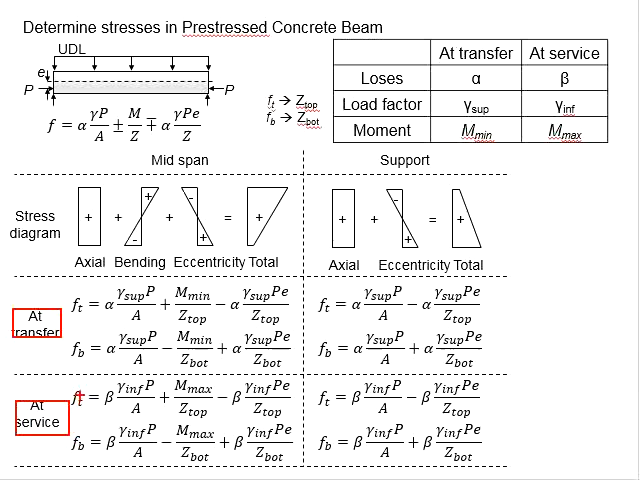 Determine stresses in Prestressed Concrete Beam
UDL
e
P P
f = α γP/A ± M/Z ∓ α γPe/Z
f_t → Z_top
f_b → Z_bot
At transfer At service
Loses α β
Load factor γ_sup γ_inf
Moment M_min M_max
Mid span Support
Stress diagram
+ + + - + - + = +
+ + - + = +
Axial Bending Eccentricity Total
Axial Eccentricity Total
At transfer
f_t = α γ_sup P/A + M_min/Z_top − α γ_sup Pe/Z_top
f_t = α γ_sup P/A − α γ_sup Pe/Z_top
f_b = α γ_sup P/A − M_min/Z_bot + α γ_sup Pe/Z_bot
f_b = α γ_sup P/A + α γ_sup Pe/Z_bot
At service
f_t = β γ_inf P/A + M_max/Z_top − β γ_inf Pe/Z_top
f_t = β γ_inf P/A − β γ_inf Pe/Z_top
f_b = β γ_inf P/A − M_max/Z_bot + β γ_inf Pe/Z_bot
f_b = β γ_inf P/A + β γ_inf Pe/Z_bot